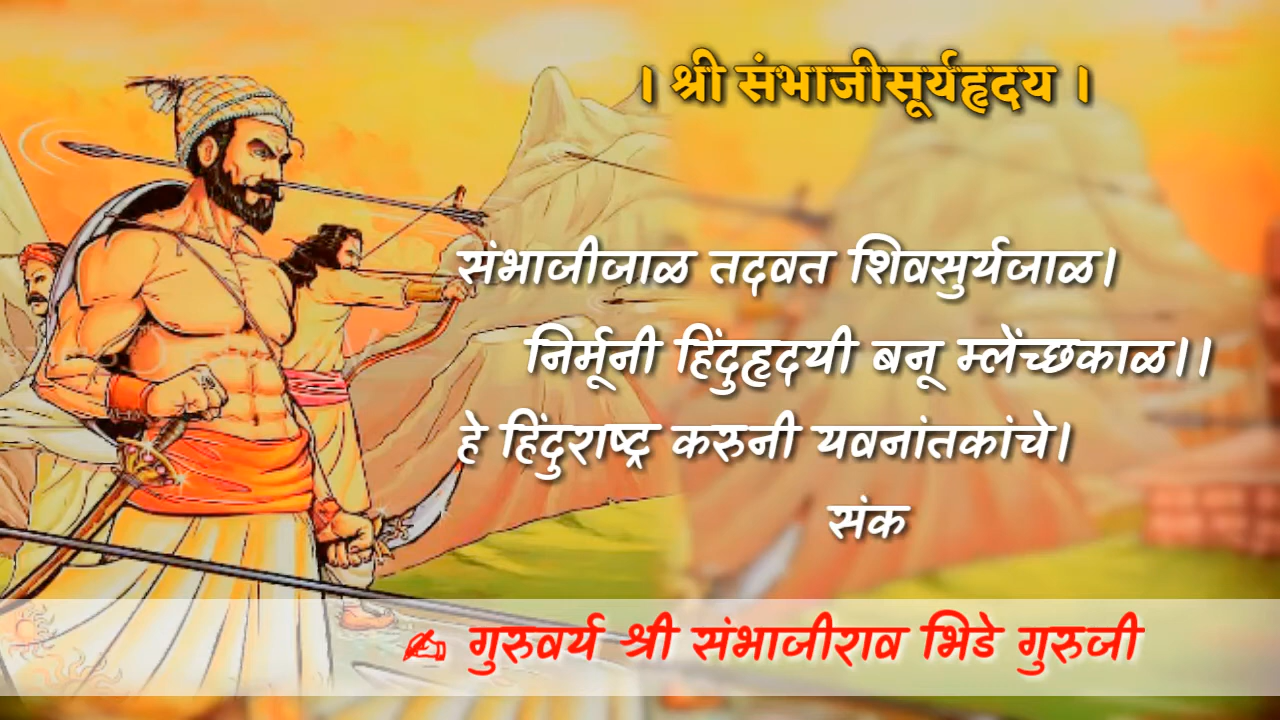 । श्री संभाजीसूर्यहृदय ।
संभाजीजाळ तदवत शिवसुर्यजाळ।
निर्मूनी हिंदुहृदयी बनू म्लेंच्छकाळ।।
हे हिंदुराष्ट्र करुनी यवनांतकांचे।
संक
✍ गुरुवर्य श्री संभाजीराव भिडे गुरुजी